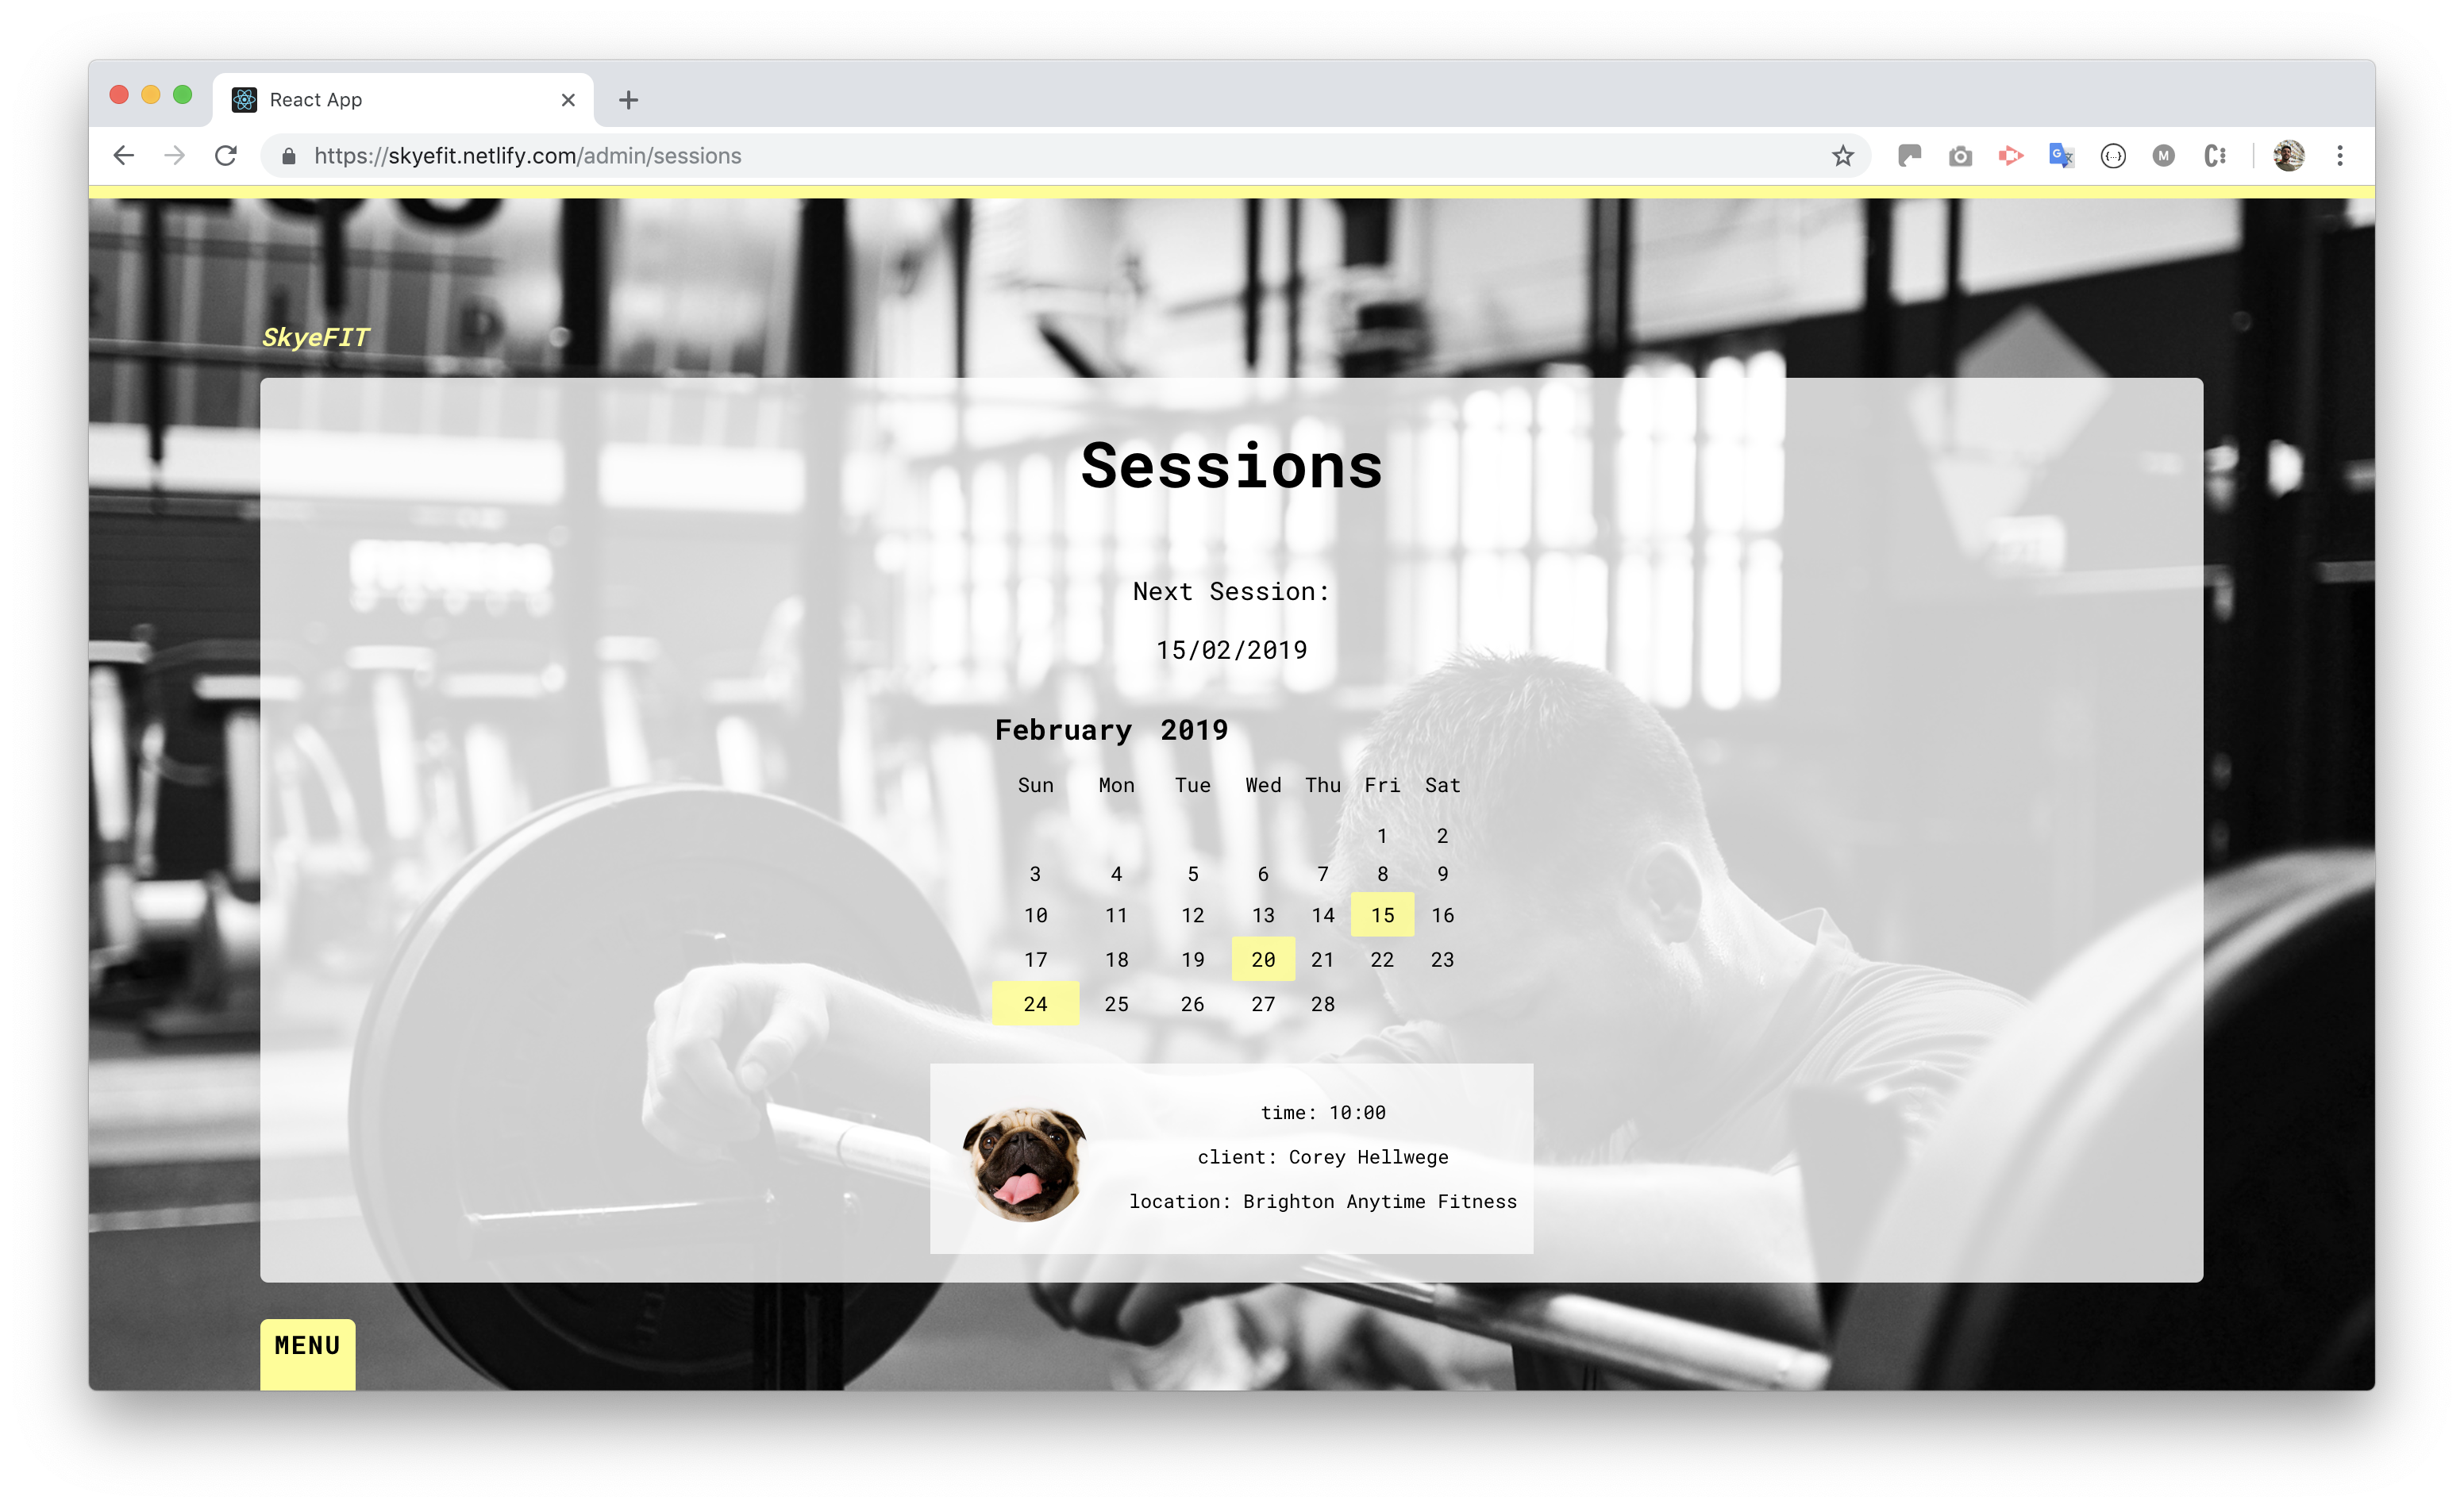 React App
https://skyefit.netlify.com/admin/sessions
SkyeFIT
Sessions
Next Session:
15/02/2019
February 2019
Sun Mon Tue Wed Thu Fri Sat
1 2
3 4 5 6 7 8 9
10 11 12 13 14 15 16
17 18 19 20 21 22 23
24 25 26 27 28
time: 10:00
client: Corey Hellwege
location: Brighton Anytime Fitness
MENU